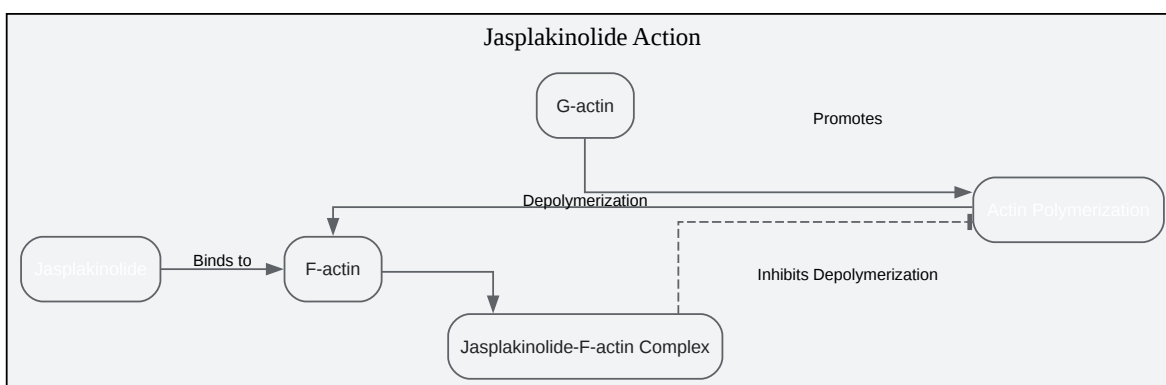 Jasplakinolide Action
G-actin
Promotes
Depolymerization
Actin Polymerization
Jasplakinolide
Binds to
F-actin
Inhibits Depolymerization
Jasplakinolide-F-actin Complex